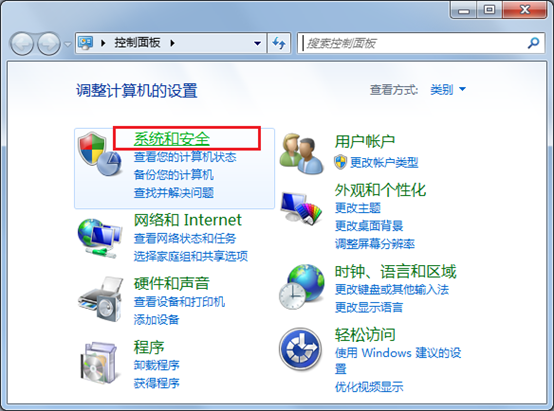 控制面板
搜索控制面板
调整计算机的设置
查看方式: 类别
系统和安全
查看您的计算机状态
备份您的计算机
查找并解决问题
网络和 Internet
查看网络状态和任务
选择家庭组和共享选项
硬件和声音
查看设备和打印机
添加设备
程序
卸载程序
获得程序
用户帐户
更改帐户类型
外观和个性化
更改主题
更改桌面背景
调整屏幕分辨率
时钟、语言和区域
更改键盘或其他输入法
更改显示语言
轻松访问
使用 Windows 建议的设
置
优化视频显示